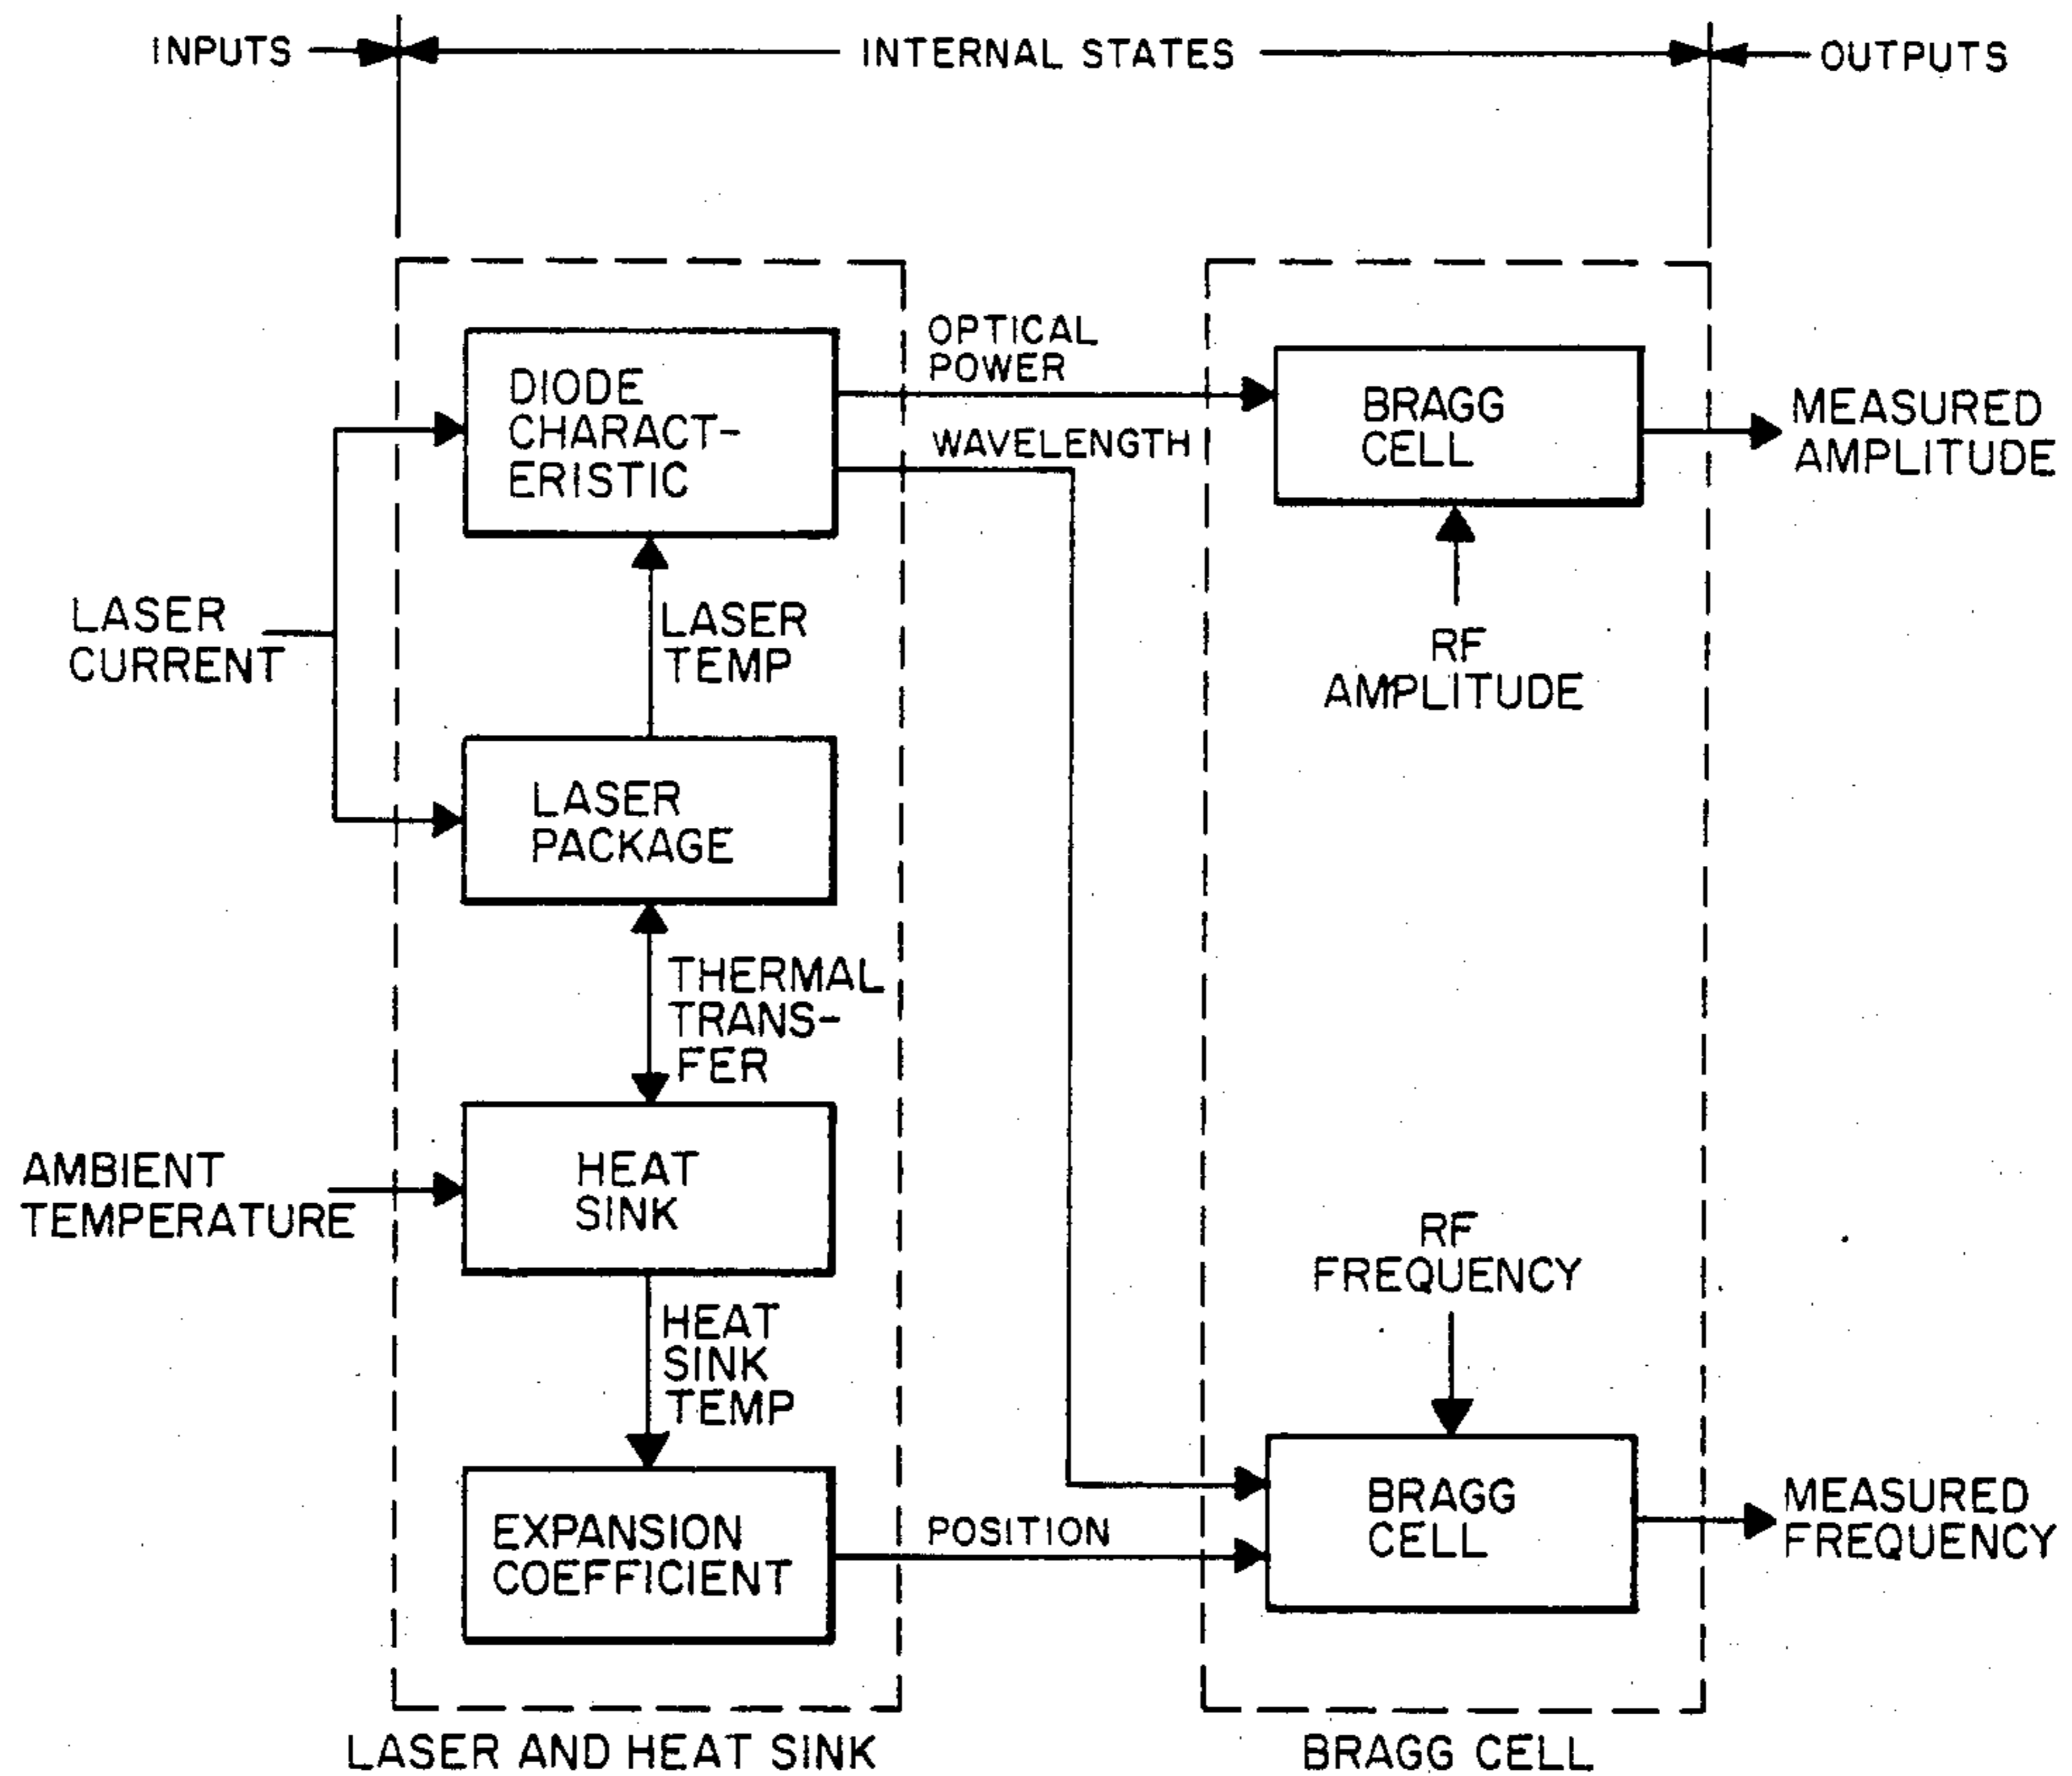 INPUTS
INTERNAL STATES
OUTPUTS
OPTICAL
POWER
DIODE
CHARACT-
ERISTIC
WAVELENGTH
BRAGG
CELL
MEASURED
AMPLITUDE
LASER
CURRENT
LASER
TEMP
RF
AMPLITUDE
LASER
PACKAGE
THERMAL
TRANS-
FER
AMBIENT
TEMPERATURE
HEAT
SINK
RF
FREQUENCY
HEAT
SINK
TEMP
EXPANSION
COEFFICIENT
POSITION
BRAGG
CELL
MEASURED
FREQUENCY
LASER AND HEAT SINK
BRAGG CELL